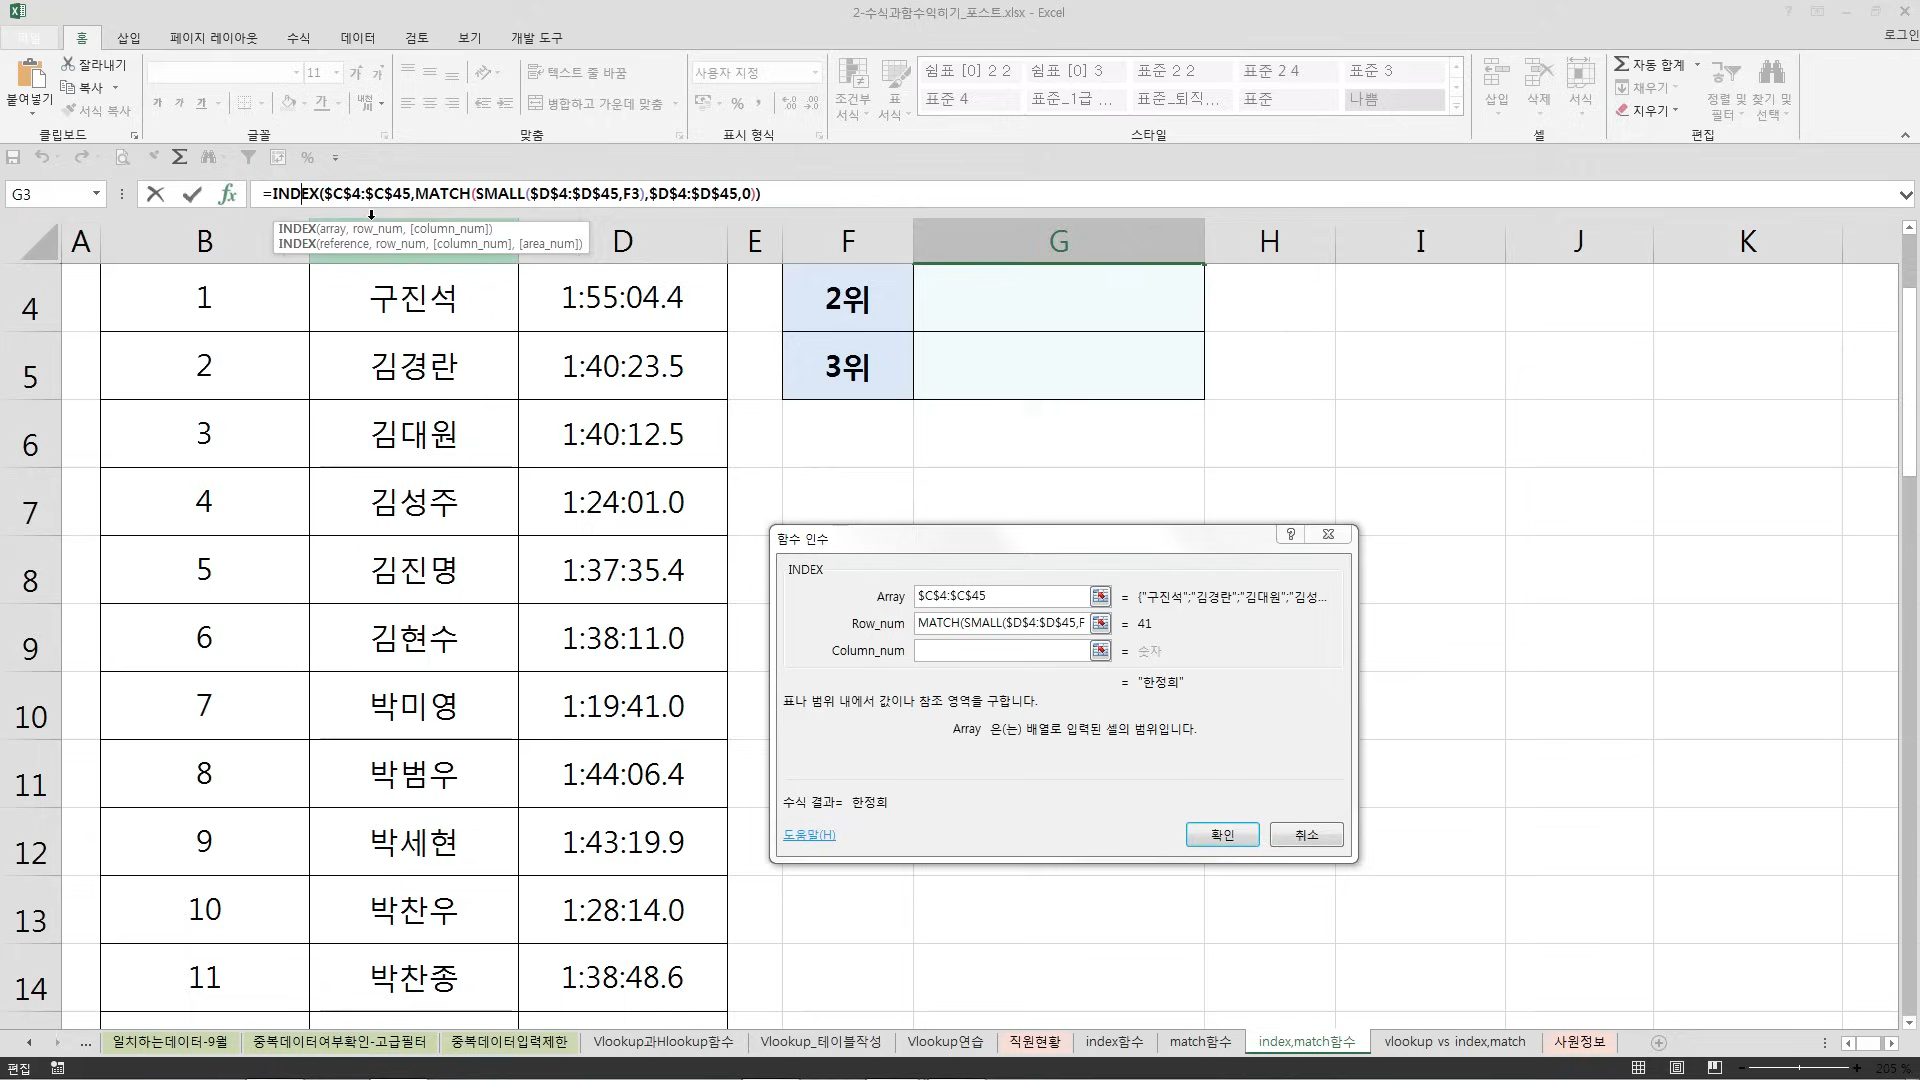 2-수식과함수익히기_포스트.xlsx - Excel
홈 삽입 페이지 레이아웃 수식 데이터 검토 보기 개발 도구
로그인
붙여넣기
잘라내기
복사
서식 복사
클립보드
11
가 가
가 가 가 가 내천
글꼴
텍스트 줄 바꿈
병합하고 가운데 맞춤
맞춤
사용자 지정
%
표시 형식
조건부 서식
표 서식
쉼표 [0] 2 2 쉼표 [0] 3 표준 2 2 표준 2 4 표준 3
표준 4 표준_1급 ... 표준_퇴직... 표준 나쁨
스타일
삽입 삭제 서식
셀
자동 합계
채우기
지우기
정렬 및 필터
찾기 및 선택
편집
G3
=INDEX($C$4:$C$45,MATCH(SMALL($D$4:$D$45,F3),$D$4:$D$45,0))
INDEX(array, row_num, [column_num])
INDEX(reference, row_num, [column_num], [area_num])
A B D E F G H I J K
4 1 구진석 1:55:04.4 2위
5 2 김경란 1:40:23.5 3위
6 3 김대원 1:40:12.5
7 4 김성주 1:24:01.0
8 5 김진명 1:37:35.4
9 6 김현수 1:38:11.0
10 7 박미영 1:19:41.0
11 8 박범우 1:44:06.4
12 9 박세현 1:43:19.9
13 10 박찬우 1:28:14.0
14 11 박찬종 1:38:48.6
함수 인수
INDEX
Array $C$4:$C$45 = {"구진석";"김경란";"김대원";"김성...
Row_num MATCH(SMALL($D$4:$D$45,F = 41
Column_num = 숫자
= "한정희"
표나 범위 내에서 값이나 참조 영역을 구합니다.
Array 은(는) 배열로 입력된 셀의 범위입니다.
수식 결과= 한정희
도움말(H)
확인 취소
... 일치하는데이터-9월 중복데이터여부확인-고급필터 중복데이터입력제한 Vlookup과Hlookup함수 Vlookup_테이블작성 Vlookup연습 직원현황 index함수 match함수 index,match함수 vlookup vs index,match 사원정보
편집
205 %